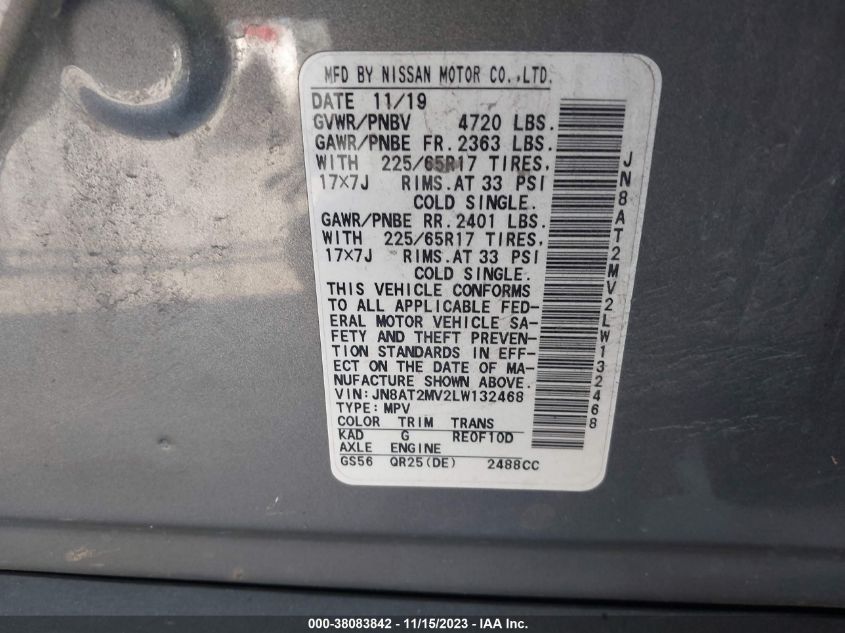 MFD BY NISSAN MOTOR CO.,LTD.
DATE 11/19
GVWR/PNBV 4720 LBS.
GAWR/PNBE FR.2363 LBS.
WITH 225/65R17 TIRES,
17×7J RIMS.AT 33 PSI
COLD SINGLE.
GAWR/PNBE RR.2401 LBS.
WITH 225/65R17 TIRES,
17×7J RIMS.AT 33 PSI
COLD SINGLE.
THIS VEHICLE CONFORMS
TO ALL APPLICABLE FED-
ERAL MOTOR VEHICLE SA-
FETY AND THEFT PREVEN-
TION STANDARDS IN EFF-
ECT ON THE DATE OF MA-
NUFACTURE SHOWN ABOVE.
VIN:JN8AT2MV2LW132468
TYPE:MPV
COLOR TRIM TRANS
KAD G RE0F10D
AXLE ENGINE
GS56 QR25(DE) 2488CC
JN8AT2MV2LW132468
000-38083842 - 11/15/2023 - IAA Inc.